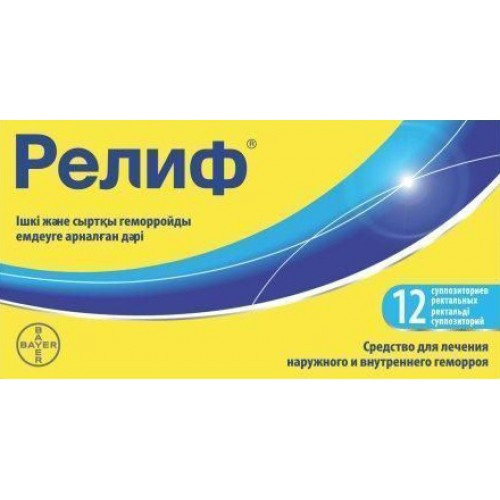 Релиф®
Ішкі және сыртқы геморройды
емдеуге арналған дәрі
12
суппозиториев
ректальных
ректальді
суппозиторий
BAYER
BAYER
Средство для лечения
наружного и внутреннего геморроя